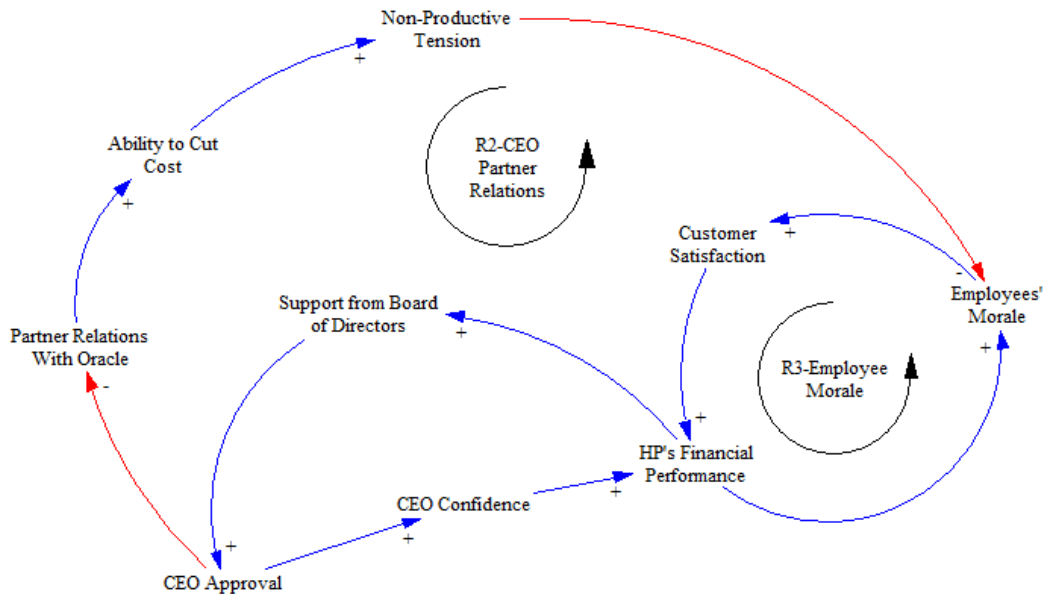 Non-Productive
Tension
+
Ability to Cut
Cost
+
R2-CEO
Partner
Relations
Customer
Satisfaction
+
-
Employees'
Morale
+
Support from Board
of Directors
+
Partner Relations
With Oracle
-
R3-Employee
Morale
+
HP's Financial
Performance
+
CEO Confidence
+
+
CEO Approval